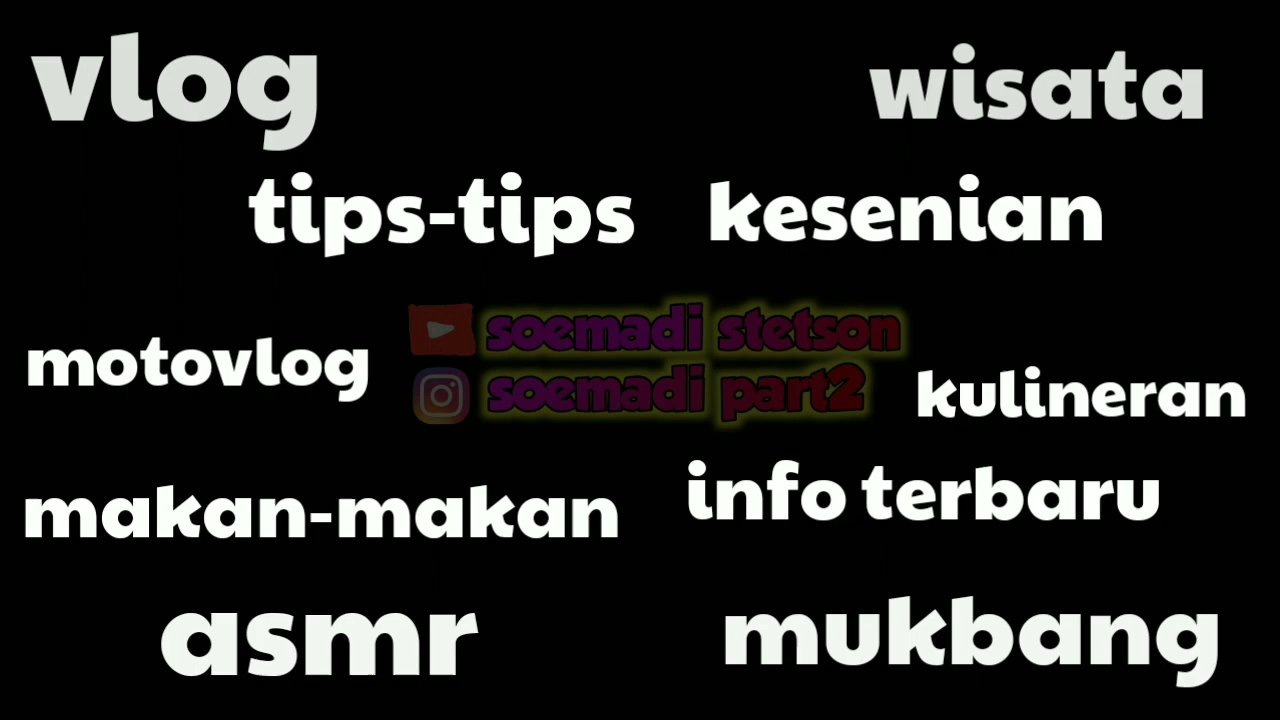 vlog
wisata
tips-tips
kesenian
soemadi stetson
motovlog
soemadi part2
kulineran
makan-makan
info terbaru
asmr
mukbang